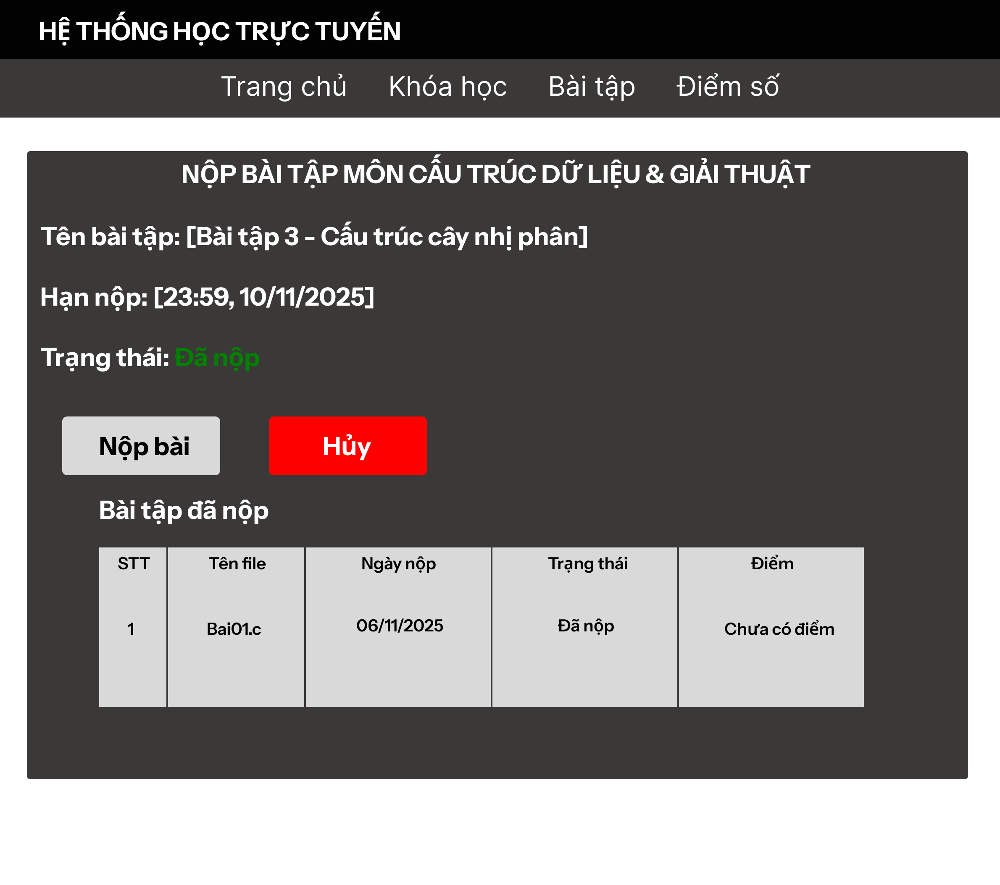 HỆ THỐNG HỌC TRỰC TUYẾN
Trang chủ Khóa học Bài tập Điểm số
NỘP BÀI TẬP MÔN CẤU TRÚC DỮ LIỆU & GIẢI THUẬT
Tên bài tập: [Bài tập 3 - Cấu trúc cây nhị phân]
Hạn nộp: [23:59, 10/11/2025]
Trạng thái: Đã nộp
Nộp bài Hủy
Bài tập đã nộp
STT Tên file Ngày nộp Trạng thái Điểm
1 Bai01.c 06/11/2025 Đã nộp Chưa có điểm